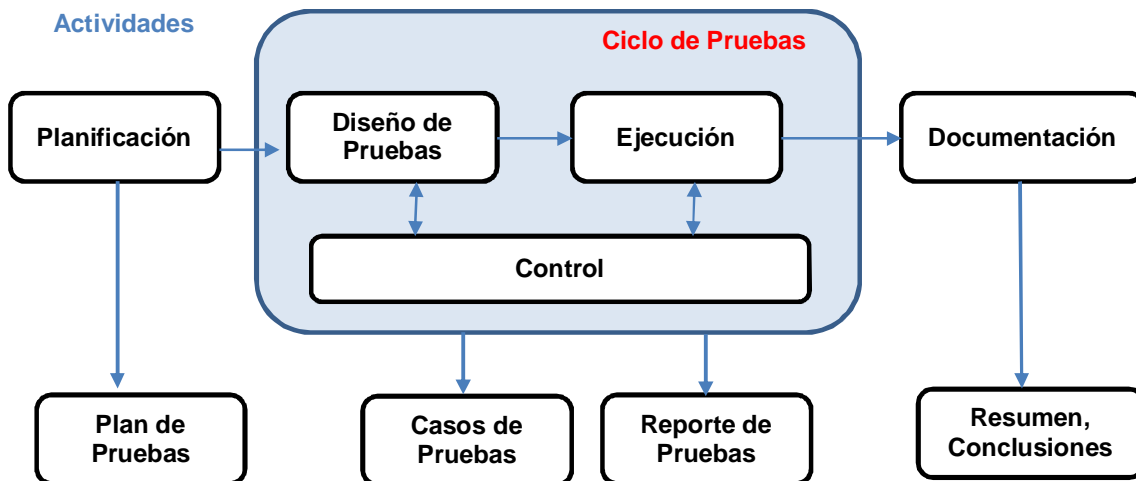 Actividades
Ciclo de Pruebas
Planificación
Diseño de
Pruebas
Ejecución
Documentación
Control
Plan de
Pruebas
Casos de
Pruebas
Reporte de
Pruebas
Resumen,
Conclusiones